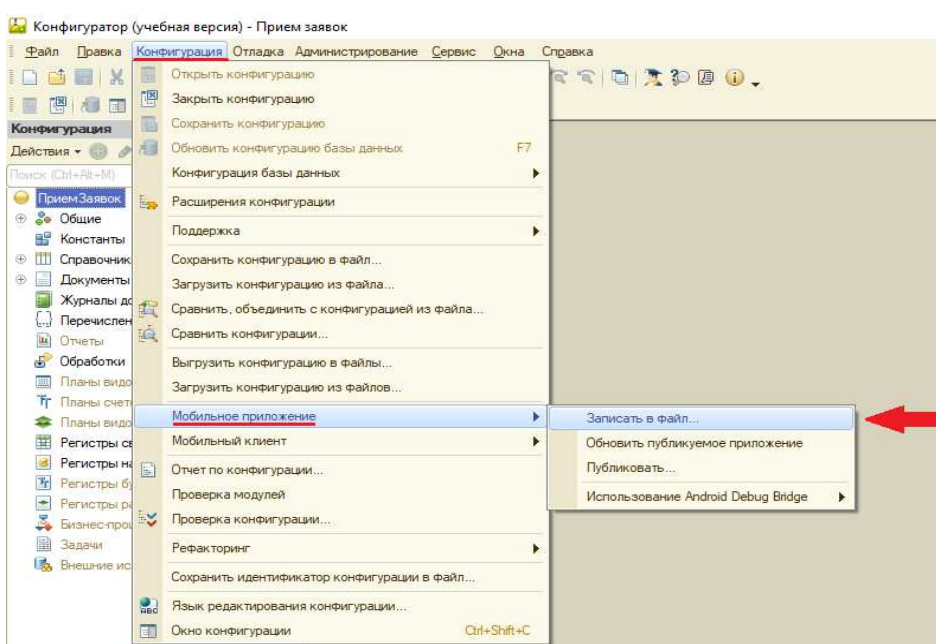 Конфигуратор (учебная версия) - Прием заявок
Файл Правка Конфигурация Отладка Администрирование Сервис Окна Справка
Конфигурация
Действия
Поиск (Ctrl+Alt+M)
ПриемЗаявок
Общие
Константы
Справочник
Документы
Журналы до
Перечислен
Отчеты
Обработки
Планы видо
Планы счет
Планы видо
Регистры св
Регистры на
Регистры бу
Регистры ра
Бизнес-проц
Задачи
Внешние ис
Открыть конфигурацию
Закрыть конфигурацию
Сохранить конфигурацию
Обновить конфигурацию базы данных F7
Конфигурация базы данных
Расширения конфигурации
Поддержка
Сохранить конфигурацию в файл...
Загрузить конфигурацию из файла...
Сравнить, объединить с конфигурацией из файла...
Сравнить конфигурации...
Выгрузить конфигурацию в файлы...
Загрузить конфигурацию из файлов...
Мобильное приложение
Мобильный клиент
Отчет по конфигурации...
Проверка модулей
Проверка конфигурации...
Рефакторинг
Сохранить идентификатор конфигурации в файл...
Язык редактирования конфигурации...
Окно конфигурации Ctrl+Shift+C
Записать в файл...
Обновить публикуемое приложение
Публиковать...
Использование Android Debug Bridge